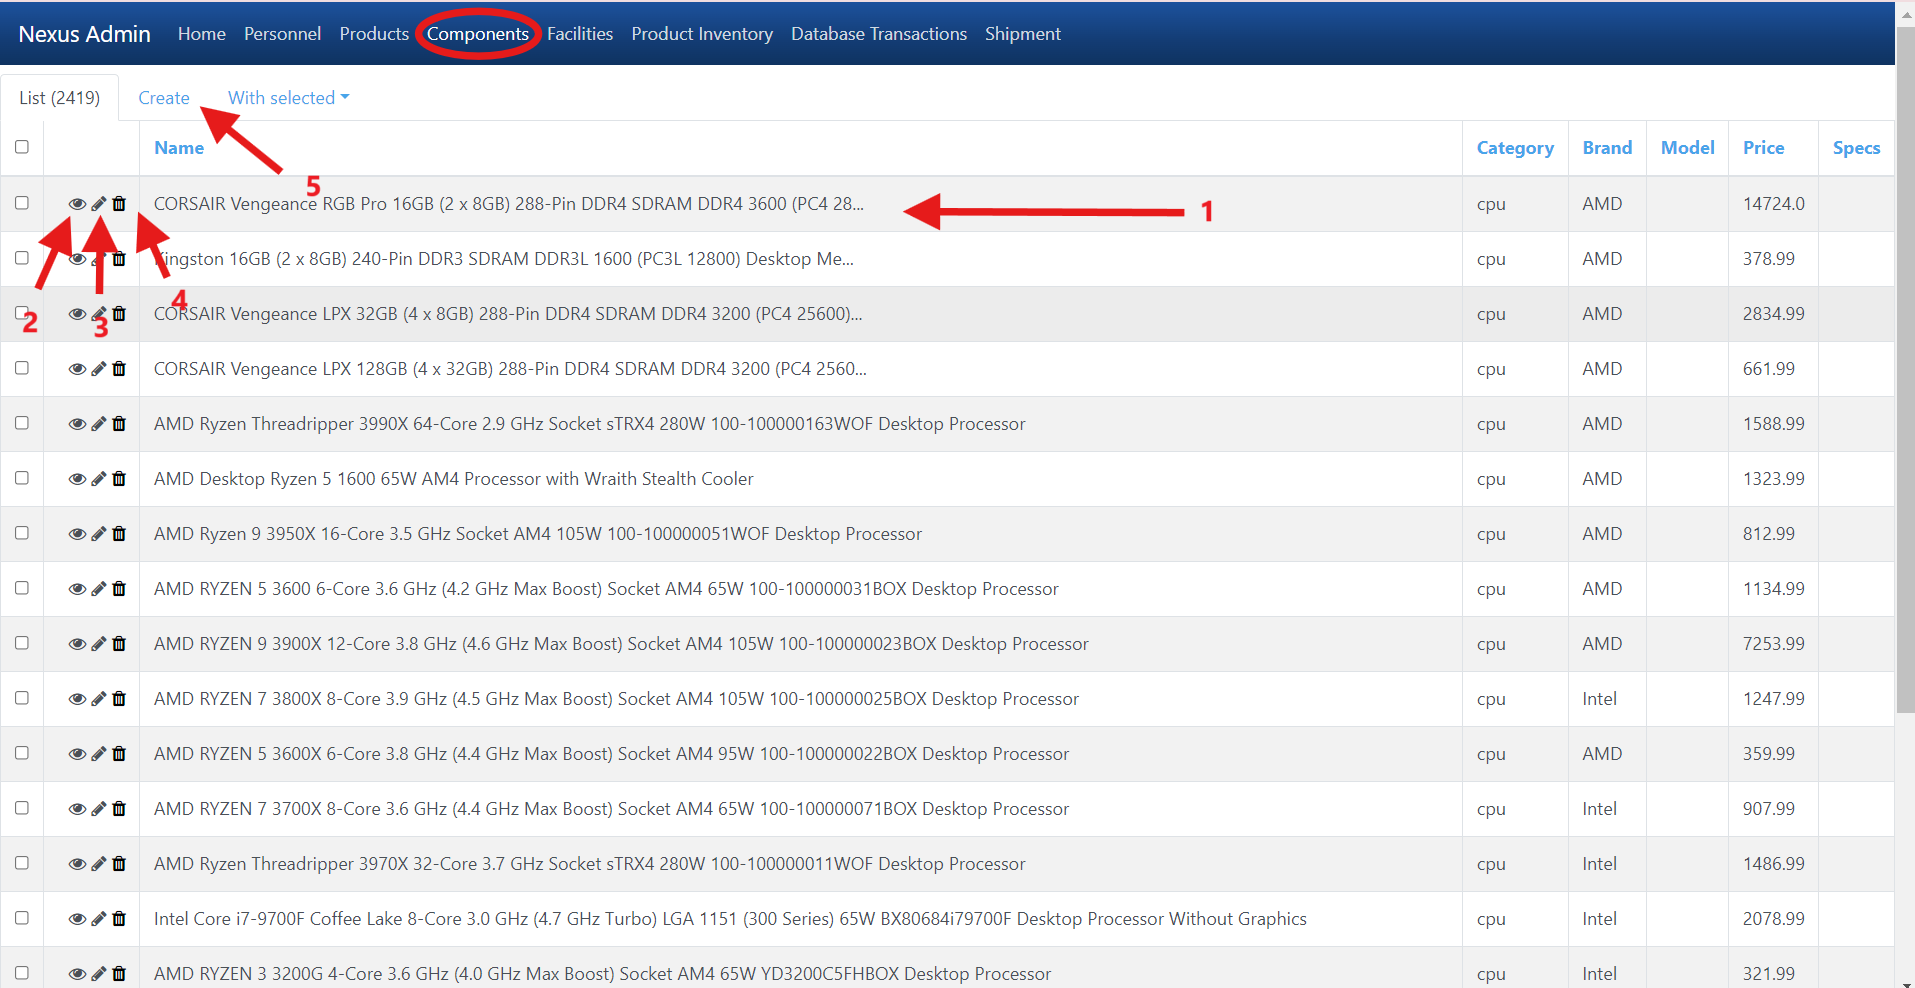 Nexus Admin Home Personnel Products Components Facilities Product Inventory Database Transactions Shipment
List (2419) Create With selected
Name Category Brand Model Price Specs
5
CORSAIR Vengeance RGB Pro 16GB (2 x 8GB) 288-Pin DDR4 SDRAM DDR4 3600 (PC4 28... cpu AMD 14724.0
1
Kingston 16GB (2 x 8GB) 240-Pin DDR3 SDRAM DDR3L 1600 (PC3L 12800) Desktop Me... cpu AMD 378.99
4
CORSAIR Vengeance LPX 32GB (4 x 8GB) 288-Pin DDR4 SDRAM DDR4 3200 (PC4 25600)... cpu AMD 2834.99
2 3
CORSAIR Vengeance LPX 128GB (4 x 32GB) 288-Pin DDR4 SDRAM DDR4 3200 (PC4 2560... cpu AMD 661.99
AMD Ryzen Threadripper 3990X 64-Core 2.9 GHz Socket sTRX4 280W 100-100000163WOF Desktop Processor cpu AMD 1588.99
AMD Desktop Ryzen 5 1600 65W AM4 Processor with Wraith Stealth Cooler cpu AMD 1323.99
AMD Ryzen 9 3950X 16-Core 3.5 GHz Socket AM4 105W 100-100000051WOF Desktop Processor cpu AMD 812.99
AMD RYZEN 5 3600 6-Core 3.6 GHz (4.2 GHz Max Boost) Socket AM4 65W 100-100000031BOX Desktop Processor cpu AMD 1134.99
AMD RYZEN 9 3900X 12-Core 3.8 GHz (4.6 GHz Max Boost) Socket AM4 105W 100-100000023BOX Desktop Processor cpu AMD 7253.99
AMD RYZEN 7 3800X 8-Core 3.9 GHz (4.5 GHz Max Boost) Socket AM4 105W 100-100000025BOX Desktop Processor cpu Intel 1247.99
AMD RYZEN 5 3600X 6-Core 3.8 GHz (4.4 GHz Max Boost) Socket AM4 95W 100-100000022BOX Desktop Processor cpu AMD 359.99
AMD RYZEN 7 3700X 8-Core 3.6 GHz (4.4 GHz Max Boost) Socket AM4 65W 100-100000071BOX Desktop Processor cpu Intel 907.99
AMD Ryzen Threadripper 3970X 32-Core 3.7 GHz Socket sTRX4 280W 100-100000011WOF Desktop Processor cpu Intel 1486.99
Intel Core i7-9700F Coffee Lake 8-Core 3.0 GHz (4.7 GHz Turbo) LGA 1151 (300 Series) 65W BX80684i79700F Desktop Processor Without Graphics cpu Intel 2078.99
AMD RYZEN 3 3200G 4-Core 3.6 GHz (4.0 GHz Max Boost) Socket AM4 65W YD3200C5FHBOX Desktop Processor cpu Intel 321.99